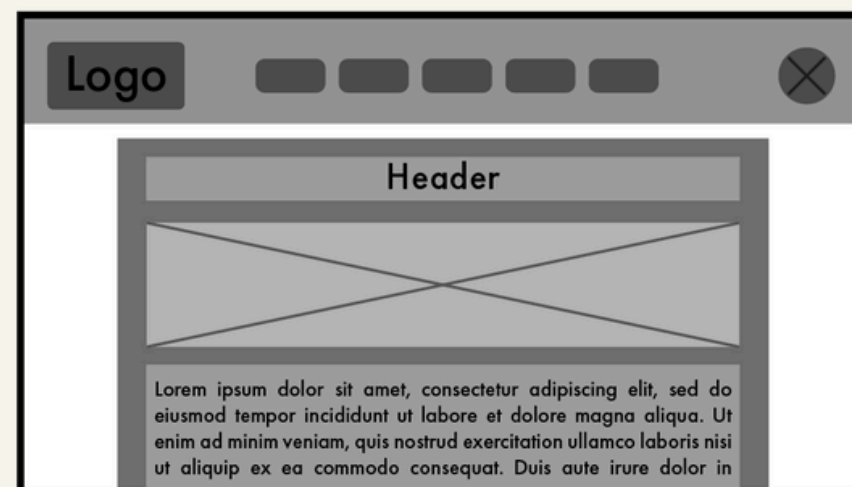 Logo
Header
Lorem ipsum dolor sit amet, consectetur adipiscing elit, sed do
eiusmod tempor incididunt ut labore et dolore magna aliqua. Ut
enim ad minim veniam, quis nostrud exercitation ullamco laboris nisi
ut aliquip ex ea commodo consequat. Duis aute irure dolor in